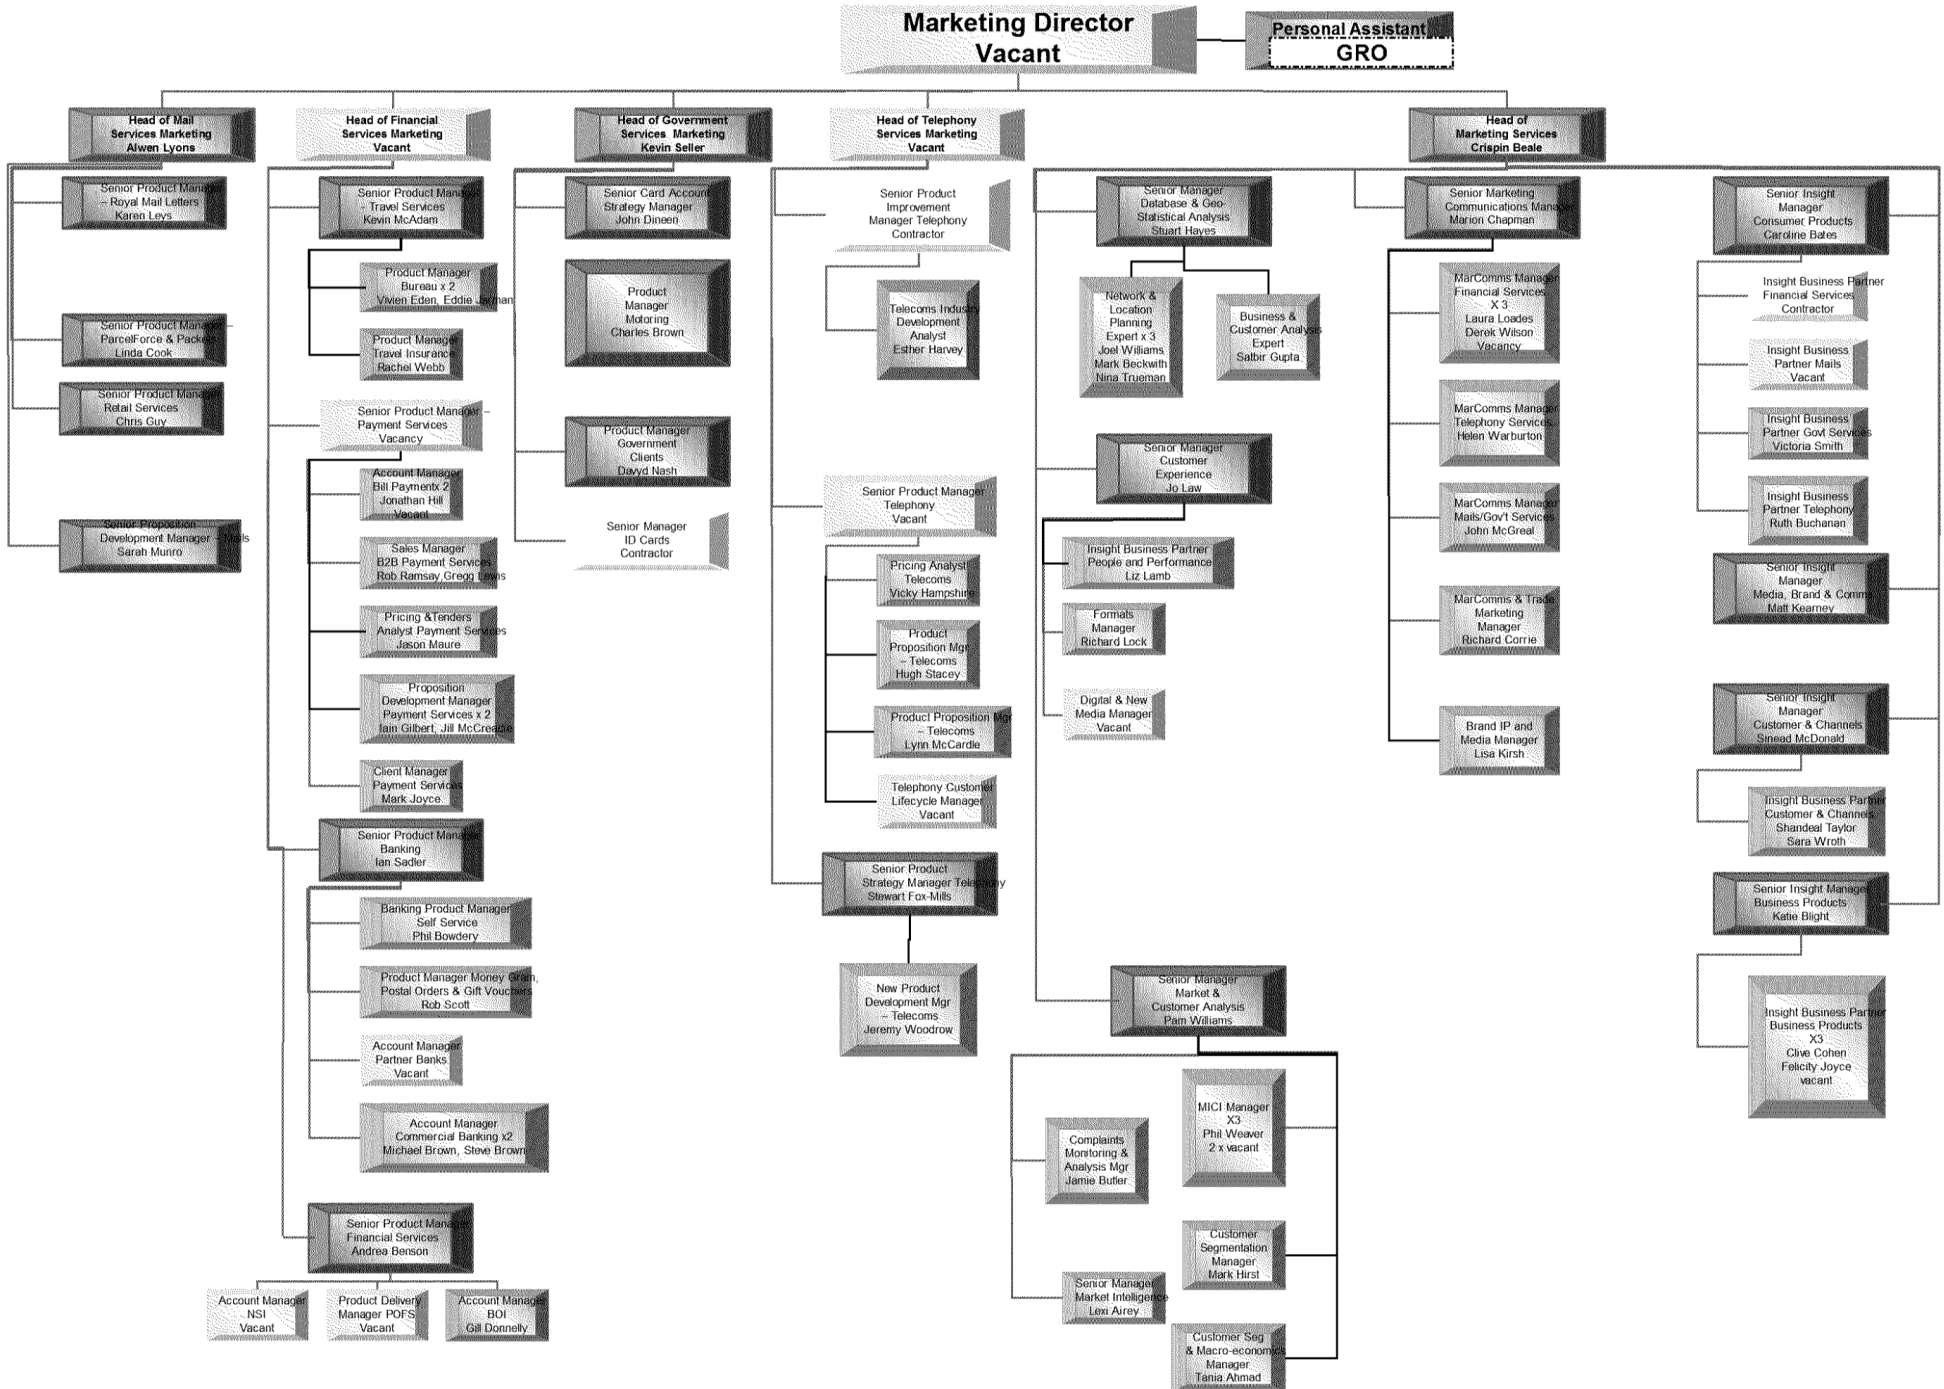 Marketing Director
Vacant
Personal Assistant
GRO
Head of Mail
Services Marketing
Alwen Lyons
Head of Financial
Services Marketing
Vacant
Head of Government
Services Marketing
Kevin Seller
Head of Telephony
Services Marketing
Vacant
Head of
Marketing Services
Crispin Beale
Senior Product Manager
– Royal Mail Letters
Karen Leys
Senior Product Manager –
ParcelForce & Packets
Linda Cook
Senior Product Manager
Retail Services
Chris Guy
Senior Proposition
Development Manager – Mails
Sarah Munro
Senior Product Manager
– Travel Services
Kevin McAdam
Product Manager
Bureau x 2
Vivien Eden, Eddie Jarman
Product Manager
Travel Insurance
Rachel Webb
Senior Product Manager –
Payment Services
Vacancy
Account Manager
Bill Paymentx 2
Jonathan Hill
Vacant
Sales Manager
B2B Payment Services
Rob Ramsay,Gregg Lewis
Pricing &Tenders
Analyst Payment Services
Jason Maure
Proposition
Development Manager
Payment Services x 2
Iain Gilbert, Jill McCreadie
Client Manager
Payment Services
Mark Joyce
Senior Product Manager
Banking
Ian Sadler
Banking Product Manager
Self Service
Phil Bowdery
Product Manager Money Gram,
Postal Orders & Gift Vouchers
Rob Scott
Account Manager
Partner Banks
Vacant
Account Manager
Commercial Banking x2
Michael Brown, Steve Brown
Senior Product Manager
Financial Services
Andrea Benson
Account Manager
NSI
Vacant
Product Delivery
Manager POFS
Vacant
Account Manager
BOI
Gill Donnelly
Senior Card Account
Strategy Manager
John Dineen
Product
Manager
Motoring
Charles Brown
Product Manager
Government
Clients
Davyd Nash
Senior Manager
ID Cards
Contractor
Senior Product
Improvement
Manager Telephony
Contractor
Telecoms Industry
Development
Analyst
Esther Harvey
Senior Product Manager
Telephony
Vacant
Pricing Analyst
Telecoms
Vicky Hampshire
Product
Proposition Mgr
– Telecoms
Hugh Stacey
Product Proposition Mgr
– Telecoms
Lynn McCardle
Telephony Customer
Lifecycle Manager
Vacant
Senior Product
Strategy Manager Telephony
Stewart Fox-Mills
New Product
Development Mgr
– Telecoms
Jeremy Woodrow
Senior Manager
Database & Geo-
Statistical Analysis
Stuart Hayes
Network &
Location
Planning
Expert x 3
Joel Williams
Mark Beckwith
Nina Trueman
Business &
Customer Analysis
Expert
Satbir Gupta
Senior Manager
Customer
Experience
Jo Law
Insight Business Partner
People and Performance
Liz Lamb
Formats
Manager
Richard Lock
Digital & New
Media Manager
Vacant
Senior Manager
Market &
Customer Analysis
Pam Williams
Complaints
Monitoring &
Analysis Mgr
Jamie Butler
Senior Manager
Market Intelligence
Lexi Airey
MICI Manager
X3
Phil Weaver
2 x vacant
Customer
Segmentation
Manager
Mark Hirst
Customer Seg
& Macro-economics
Manager
Tania Ahmad
Senior Marketing
Communications Manager
Marion Chapman
MarComms Manager
Financial Services
X 3
Laura Loades
Derek Wilson
Vacancy
MarComms Manager
Telephony Services
Helen Warburton
MarComms Manager
Mails/Gov't Services
John McGreal
MarComms & Trade
Marketing
Manager
Richard Corrie
Brand IP and
Media Manager
Lisa Kirsh
Senior Insight
Manager
Consumer Products
Caroline Bates
Insight Business Partner
Financial Services
Contractor
Insight Business
Partner Mails
Vacant
Insight Business
Partner Govt Services
Victoria Smith
Insight Business
Partner Telephony
Ruth Buchanan
Senior Insight
Manager
Media, Brand & Comms
Matt Kearney
Senior Insight
Manager
Customer & Channels
Sinead McDonald
Insight Business Partner
Customer & Channels
Shandeal Taylor
Sara Wroth
Senior Insight Manager
Business Products
Katie Blight
Insight Business Partner
Business Products
X3
Clive Cohen
Felicity Joyce
vacant